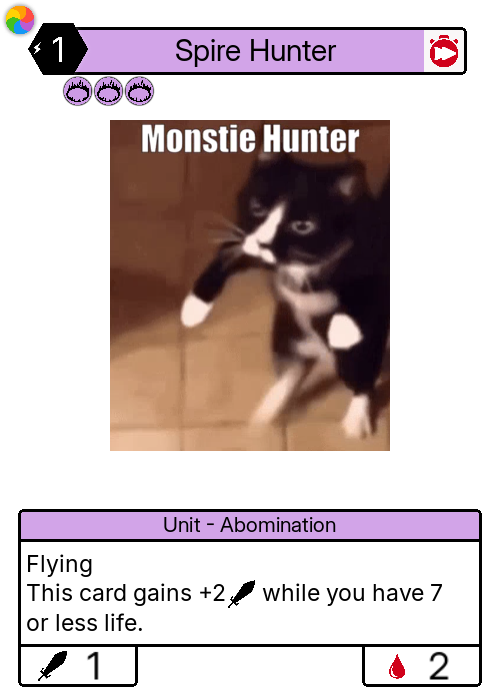 1
Spire Hunter
Monstie Hunter
Unit - Abomination
Flying
This card gains +2 while you have 7
or less life.
1
2